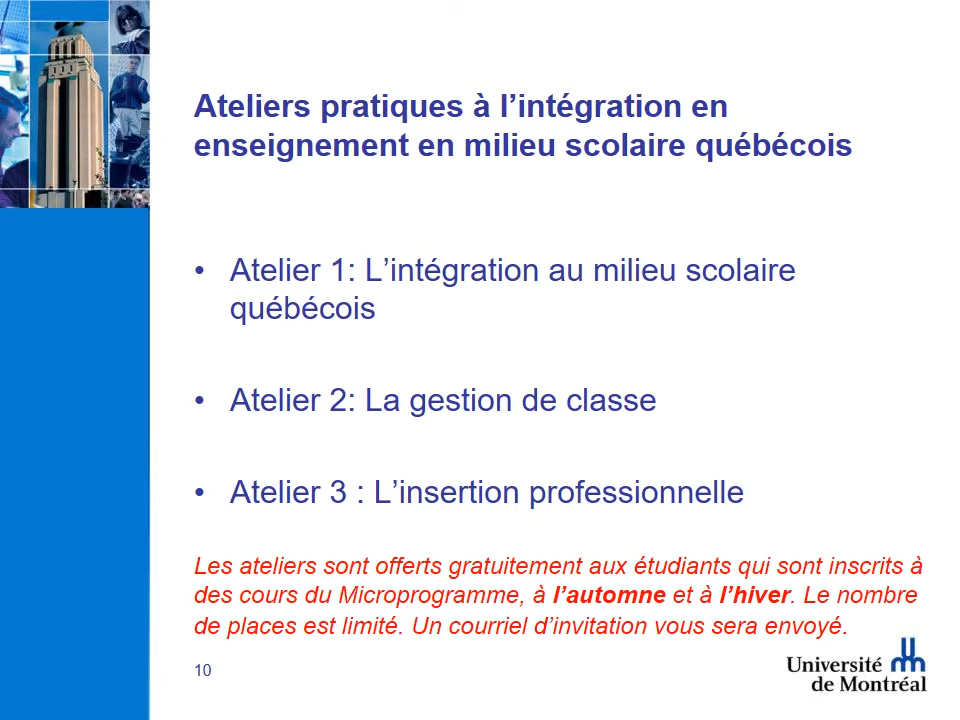 Ateliers pratiques à l’intégration en
enseignement en milieu scolaire québécois
• Atelier 1: L’intégration au milieu scolaire
québécois
• Atelier 2: La gestion de classe
• Atelier 3 : L’insertion professionnelle
Les ateliers sont offerts gratuitement aux étudiants qui sont inscrits à
des cours du Microprogramme, à l’automne et à l’hiver. Le nombre
de places est limité. Un courriel d’invitation vous sera envoyé.
10
Université
de Montréal